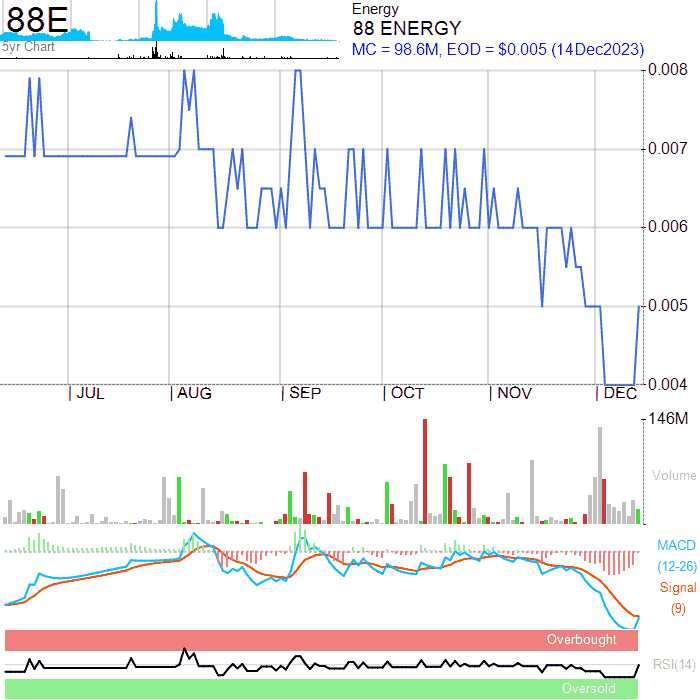 88E
5yr Chart
Energy
88 ENERGY
MC = 98.6M, EOD = $0.005 (14Dec2023)
0.008
0.007
0.006
0.005
0.004
JUL AUG SEP OCT NOV DEC
146M
Volume
MACD
(12-26)
Signal
(9)
Overbought
RSI(14)
Oversold